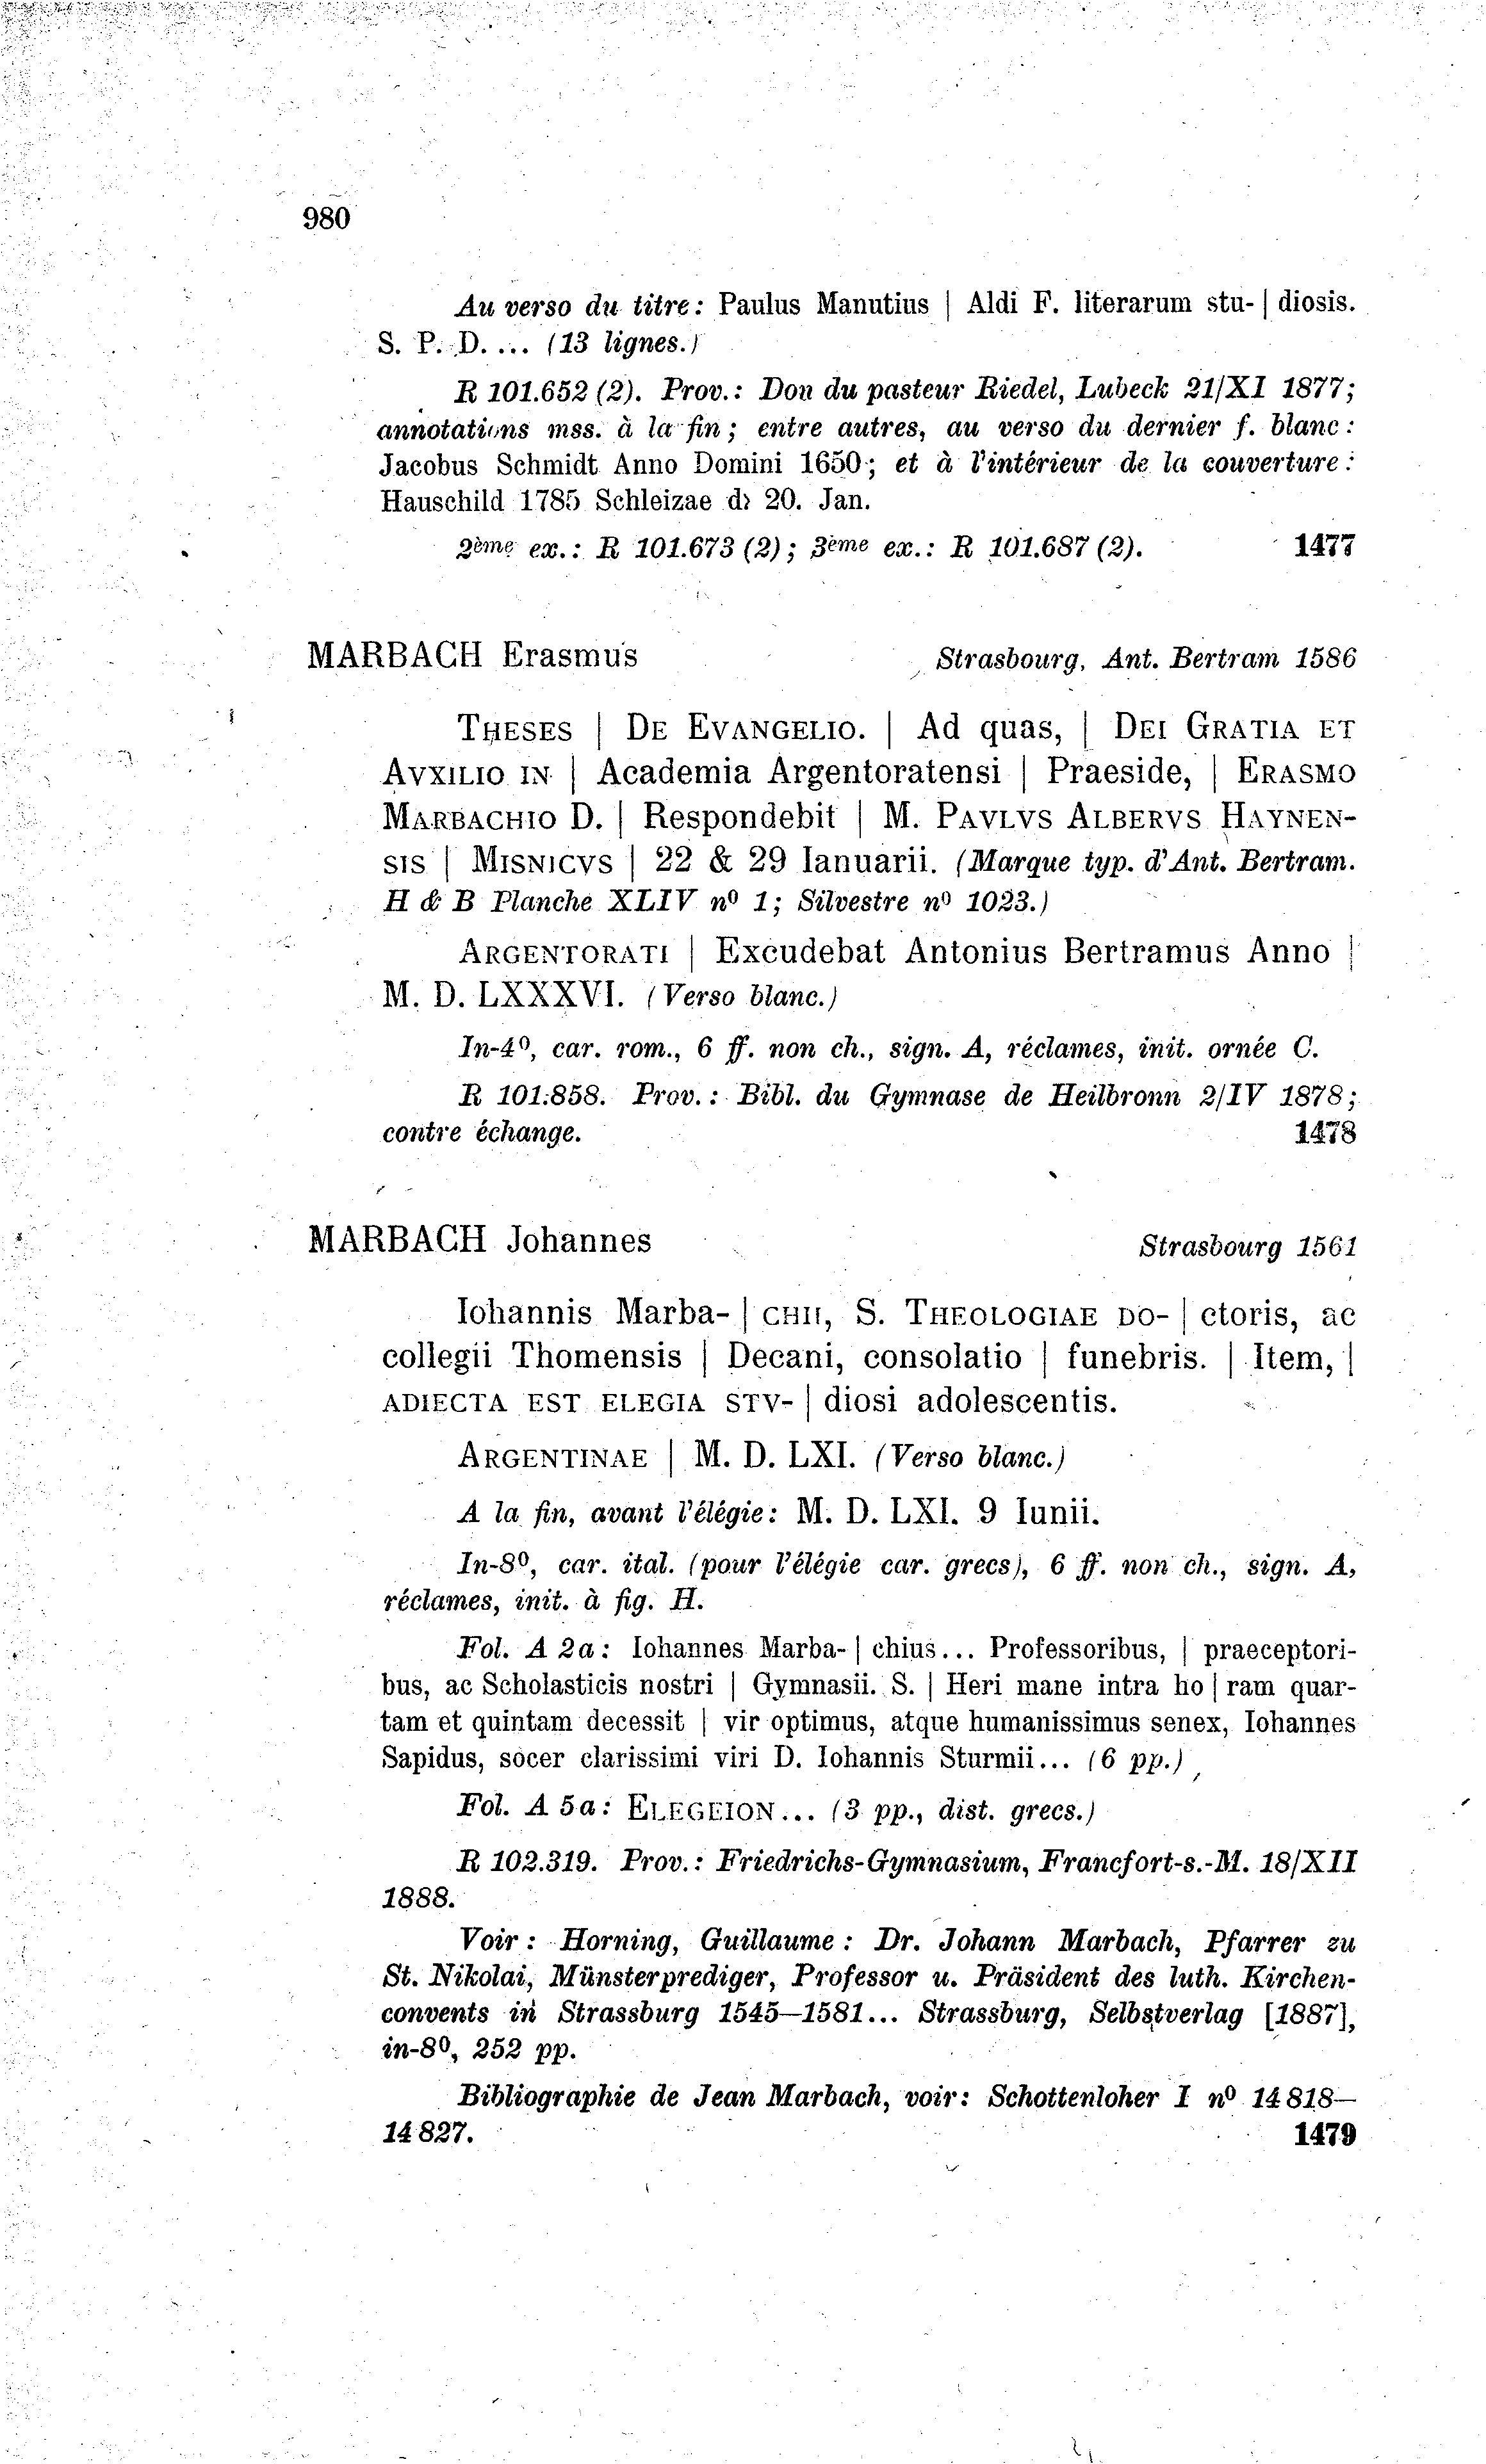 980
Au verso du titre: Paulus Manutius | Aldi F. literarum stu- | diosis.
S. P. D. ... (13 lignes.)
R 101.652 (2). Prov.: Don du pasteur Riedel, Lubeck 21/XI 1877;
annotations mss. à la fin; entre autres, au verso du dernier f. blanc:
Jacobus Schmidt Anno Domini 1650; et à l'intérieur de la couverture:
Hauschild 1785 Schleizae d: 20. Jan.
2ème ex.: R 101.673 (2); 3ème ex.: R 101.687 (2). 1477
MARBACH Erasmus Strasbourg, Ant. Bertram 1586
THESES | DE EVANGELIO. | Ad quas, | DEI GRATIA ET
AVXILIO IN | Academia Argentoratensi | Praeside, | ERASMO
MARBACHIO D. | Respondebit | M. PAVLVS ALBERVS HAYNEN-
SIS | MISNICVS | 22 & 29 Ianuarii. (Marque typ. d'Ant. Bertram.
H & B Planche XLIV nº 1; Silvestre nº 1023.)
ARGENTORATI | Excudebat Antonius Bertramus Anno |
M. D. LXXXVI. (Verso blanc.)
In-4º, car. rom., 6 ff. non ch., sign. A, réclames, init. ornée C.
R 101.858. Prov.: Bibl. du Gymnase de Heilbronn 2/IV 1878;
contre échange. 1478
MARBACH Johannes Strasbourg 1561
Iohannis Marba- | CHII, S. THEOLOGIAE DO- | ctoris, ac
collegii Thomensis | Decani, consolatio | funebris. | Item, |
ADIECTA EST ELEGIA STV- | diosi adolescentis.
ARGENTINAE | M. D. LXI. (Verso blanc.)
A la fin, avant l'élégie: M. D. LXI. 9 Iunii.
In-8º, car. ital. (pour l'élégie car. grecs), 6 ff. non ch., sign. A,
réclames, init. à fig. H.
Fol. A 2a: Iohannes Marba- | chius... Professoribus, | praeceptori-
bus, ac Scholasticis nostri | Gymnasii. S. | Heri mane intra ho | ram quar-
tam et quintam decessit | vir optimus, atque humanissimus senex, Iohannes
Sapidus, socer clarissimi viri D. Iohannis Sturmii... (6 pp.)
Fol. A 5a: ELEGEION... (3 pp., dist. grecs.)
R 102.319. Prov.: Friedrichs-Gymnasium, Francfort-s.-M. 18/XII
1888.
Voir: Horning, Guillaume: Dr. Johann Marbach, Pfarrer zu
St. Nikolai, Münsterprediger, Professor u. Präsident des luth. Kirchen-
convents in Strassburg 1545—1581... Strassburg, Selbstverlag [1887],
in-8º, 252 pp.
Bibliographie de Jean Marbach, voir: Schottenloher I nº 14 818—
14 827. 1479